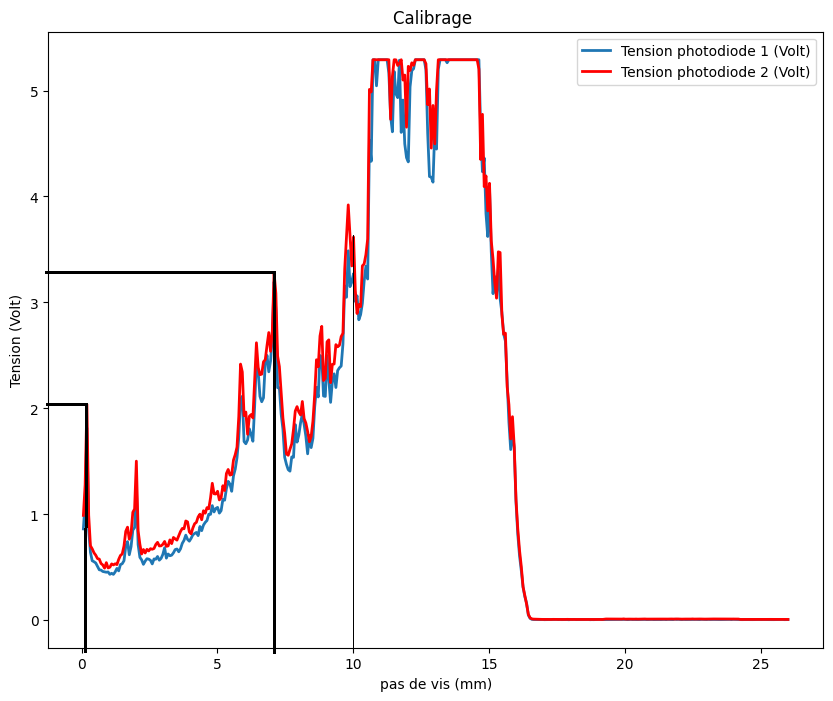 Calibrage
Tension photodiode 1 (Volt)
Tension photodiode 2 (Volt)
5
4
3
2
1
0
Tension (Volt)
0 5 10 15 20 25
pas de vis (mm)